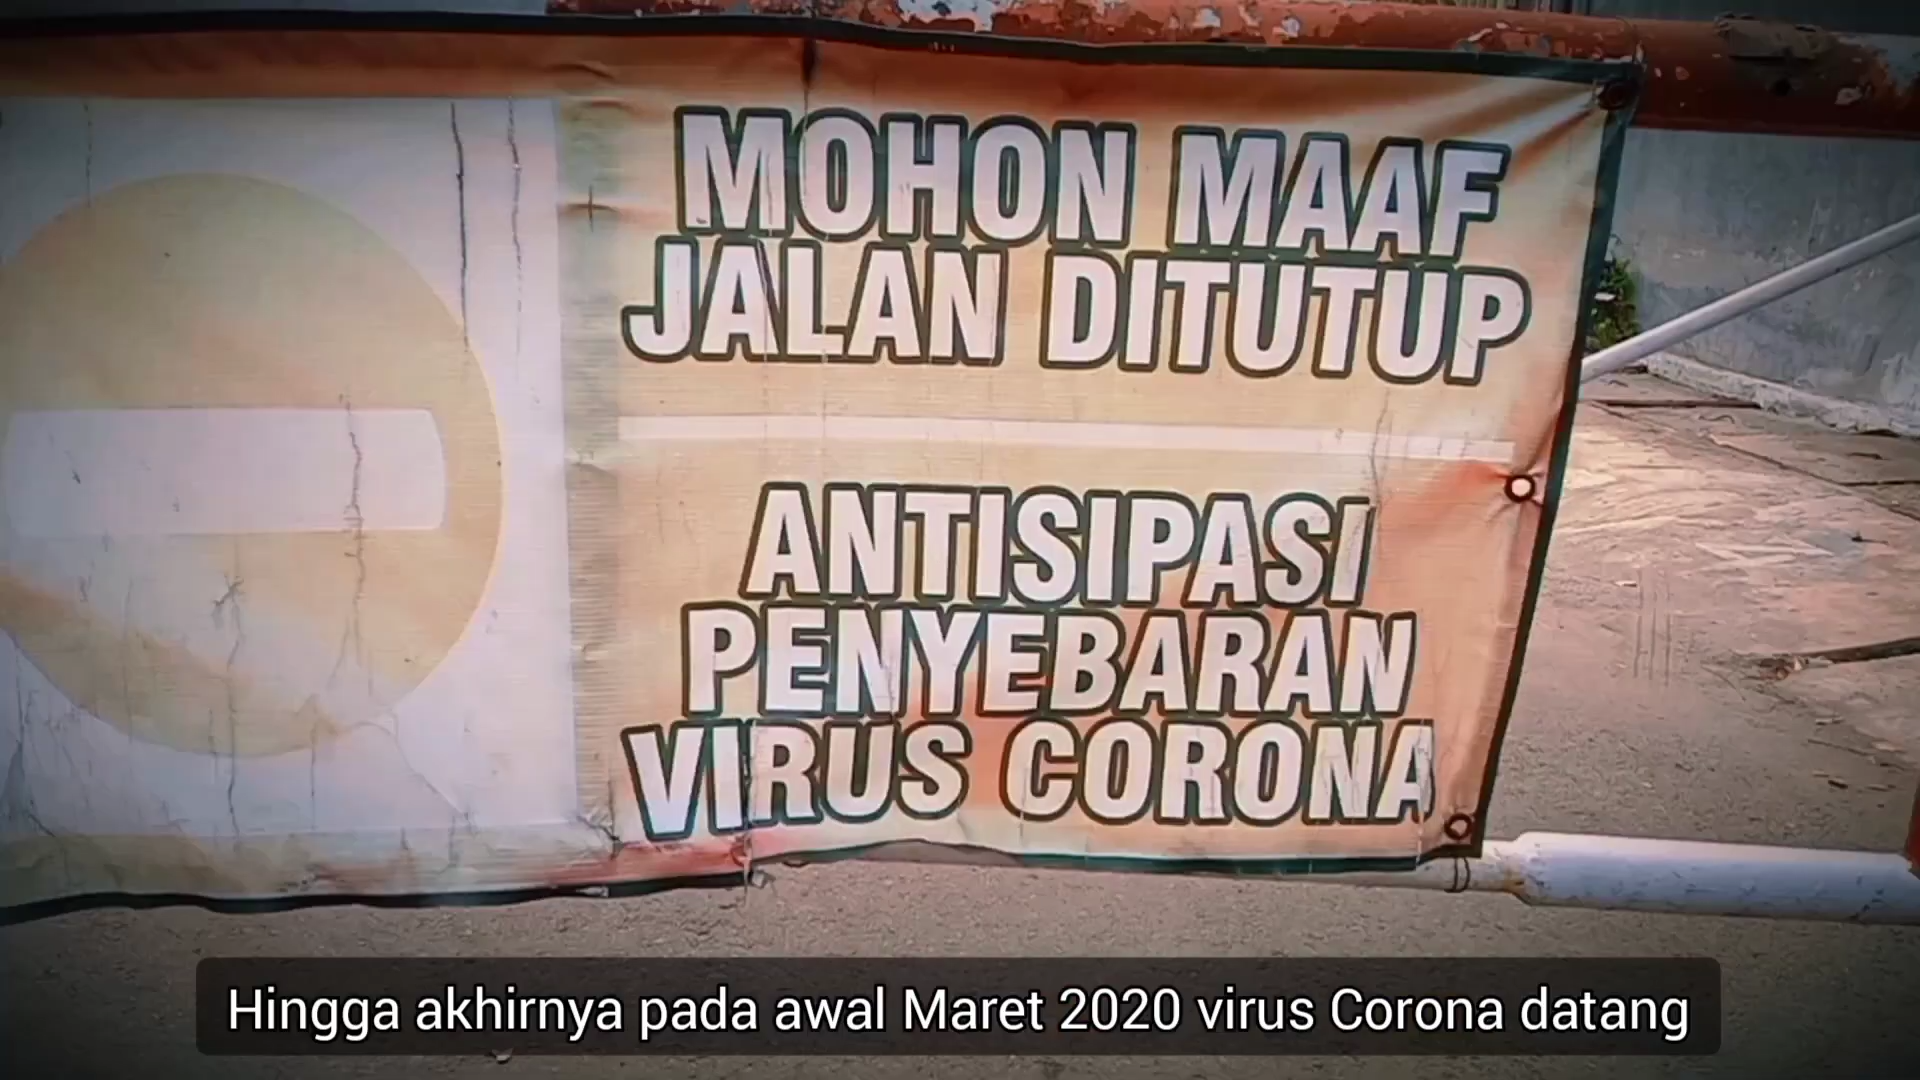 MOHON MAAF
JALAN DITUTUP
ANTISIPASI
PENYEBARAN
VIRUS CORONA
Hingga akhirnya pada awal Maret 2020 virus Corona datang